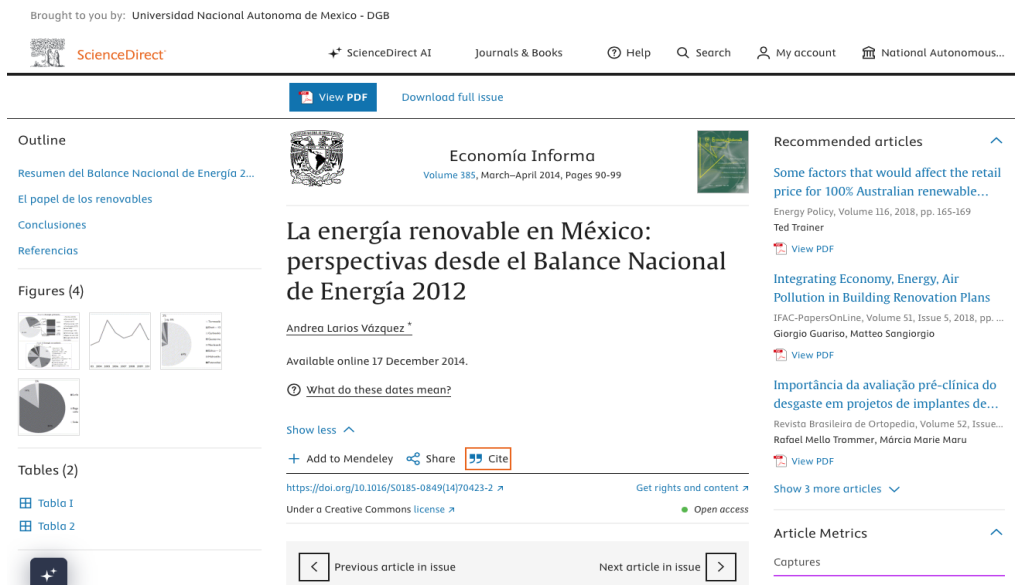 Brought to you by: Universidad Nacional Autonoma de Mexico - DGB
ScienceDirect
ScienceDirect AI
Journals & Books
Help
Search
My account
National Autonomous...
View PDF
Download full issue
Outline
Resumen del Balance Nacional de Energía 2...
El papel de los renovables
Conclusiones
Referencias
Figures (4)
Tables (2)
Tabla I
Tabla 2
Economía Informa
Volume 385, March–April 2014, Pages 90-99
La energía renovable en México:
perspectivas desde el Balance Nacional
de Energía 2012
Andrea Larios Vázquez *
Available online 17 December 2014.
What do these dates mean?
Show less
Add to Mendeley
Share
Cite
https://doi.org/10.1016/S0185-0849(14)70423-2
Get rights and content
Under a Creative Commons license
Open access
Previous article in issue
Next article in issue
Recommended articles
Some factors that would affect the retail
price for 100% Australian renewable...
Energy Policy, Volume 116, 2018, pp. 165-169
Ted Trainer
View PDF
Integrating Economy, Energy, Air
Pollution in Building Renovation Plans
IFAC-PapersOnLine, Volume 51, Issue 5, 2018, pp. ...
Giorgio Guariso, Matteo Sangiorgio
View PDF
Importância da avaliação pré-clínica do
desgaste em projetos de implantes de...
Revista Brasileira de Ortopedia, Volume 52, Issue...
Rafael Mello Trommer, Márcia Marie Maru
View PDF
Show 3 more articles
Article Metrics
Captures